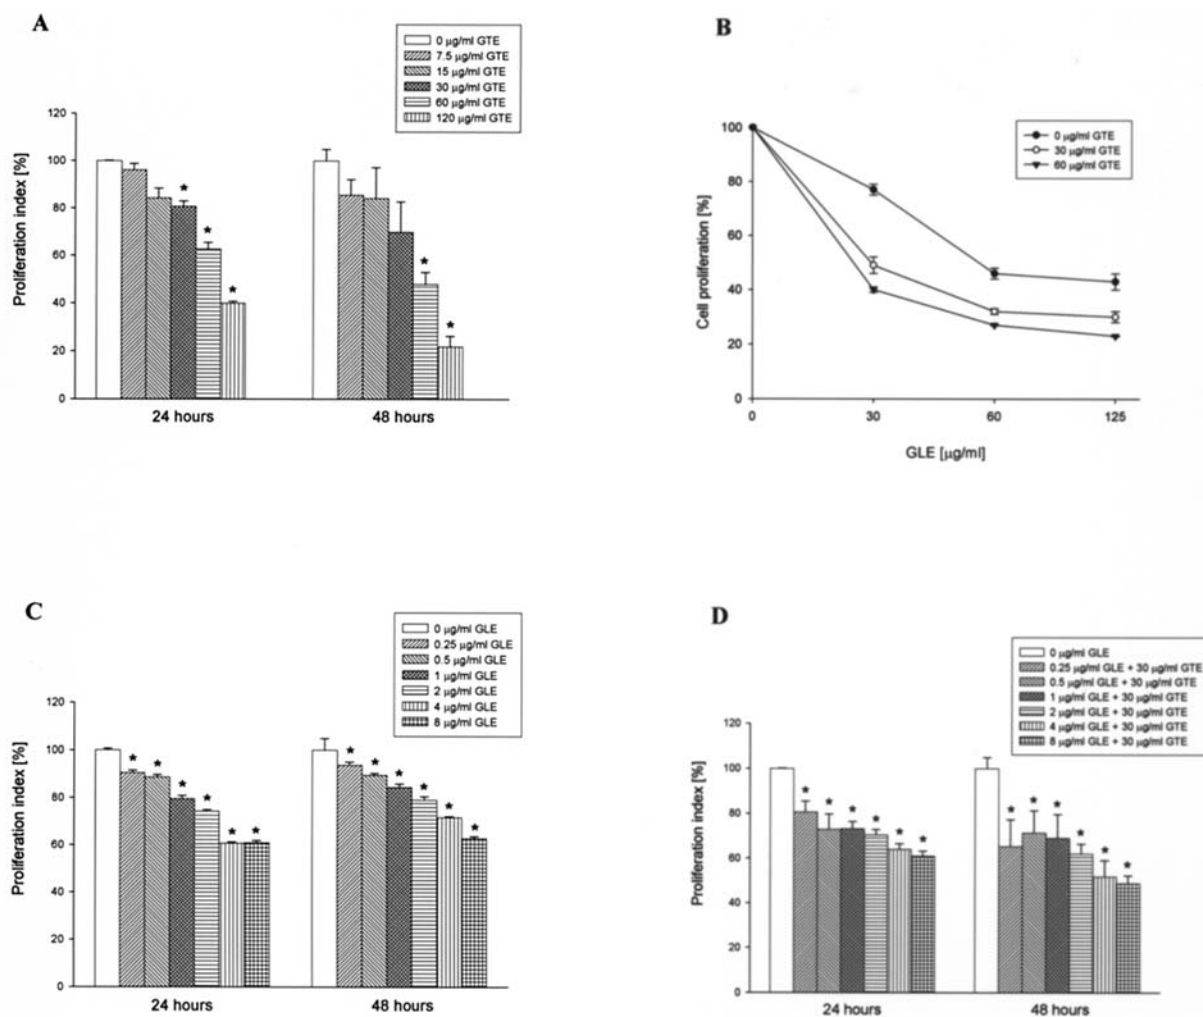 A
0 µg/ml GTE
7.5 µg/ml GTE
15 µg/ml GTE
30 µg/ml GTE
60 µg/ml GTE
120 µg/ml GTE
Proliferation index [%]
120
100
80
60
40
20
0
24 hours
48 hours
B
0 µg/ml GTE
30 µg/ml GTE
60 µg/ml GTE
Cell proliferation [%]
100
80
60
40
20
0
0
30
60
125
GLE [µg/ml]
C
0 µg/ml GLE
0.25 µg/ml GLE
0.5 µg/ml GLE
1 µg/ml GLE
2 µg/ml GLE
4 µg/ml GLE
8 µg/ml GLE
Proliferation index [%]
120
100
80
60
40
20
0
24 hours
48 hours
D
0 µg/ml GLE
0.25 µg/ml GLE + 30 µg/ml GTE
0.5 µg/ml GLE + 30 µg/ml GTE
1 µg/ml GLE + 30 µg/ml GTE
2 µg/ml GLE + 30 µg/ml GTE
4 µg/ml GLE + 30 µg/ml GTE
8 µg/ml GLE + 30 µg/ml GTE
Proliferation index [%]
120
100
80
60
40
20
0
24 hours
48 hours